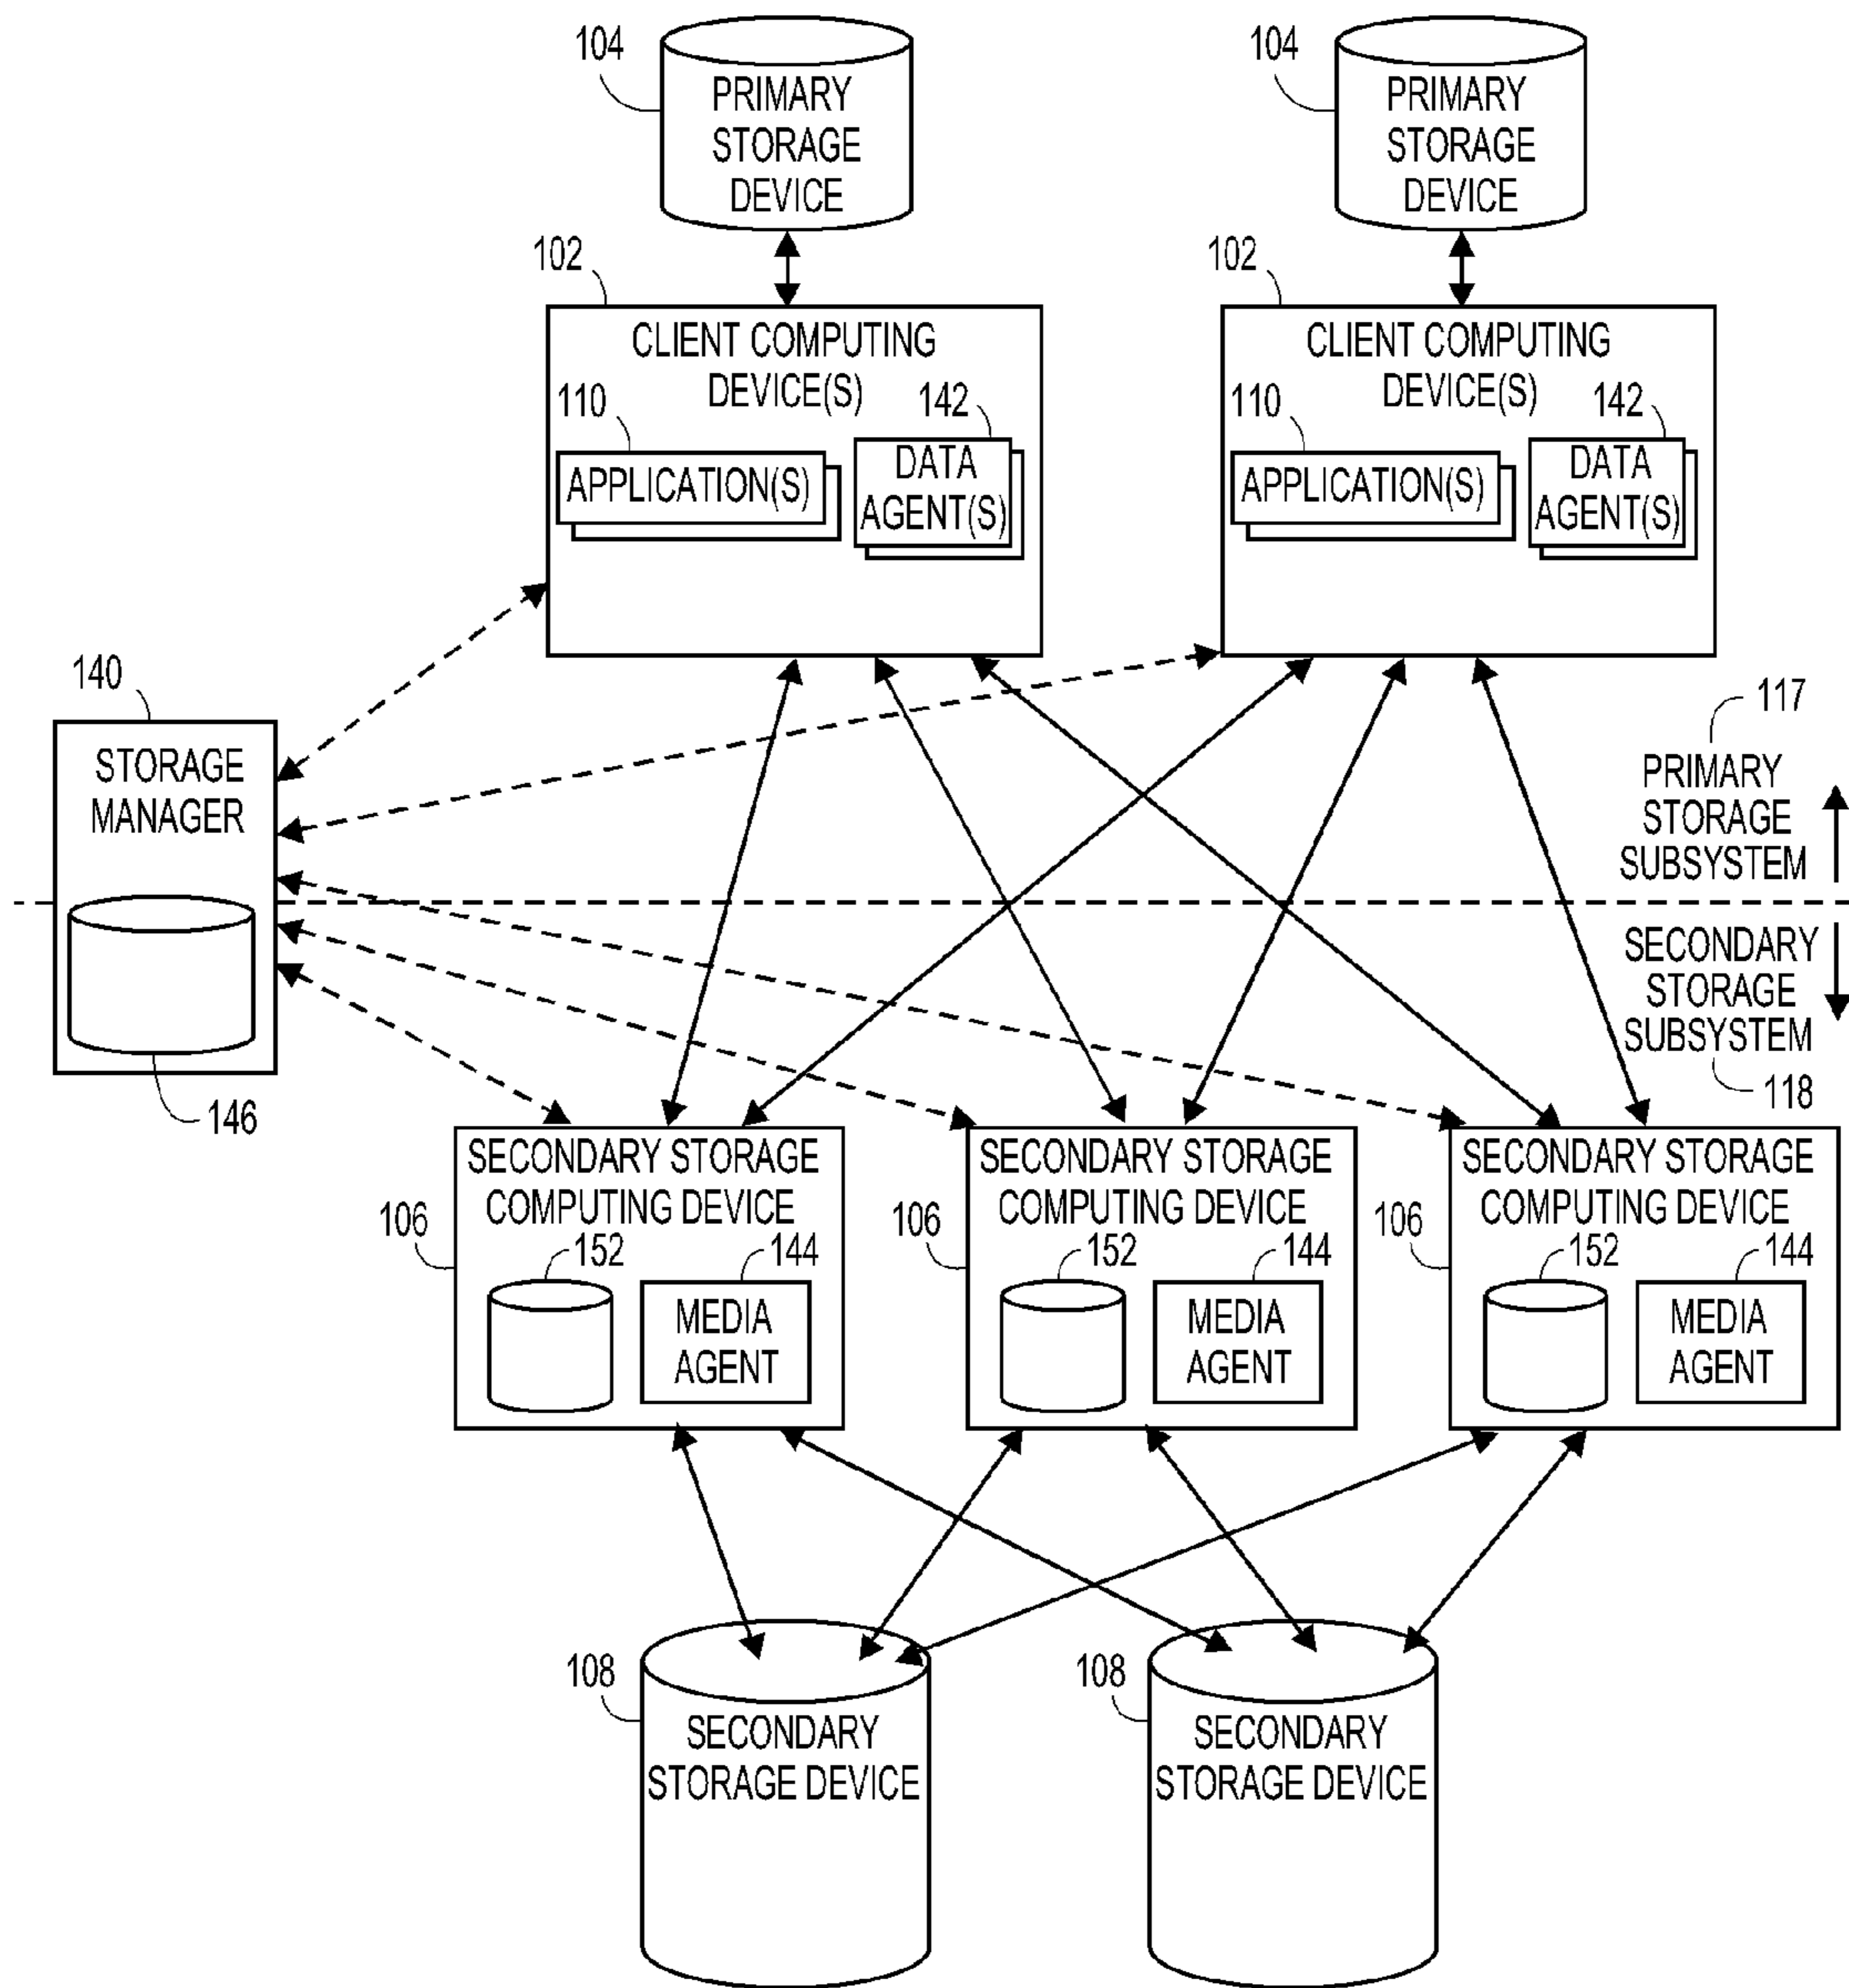 104
PRIMARY
STORAGE
DEVICE
104
PRIMARY
STORAGE
DEVICE
102
CLIENT COMPUTING
DEVICE(S)
110
142
APPLICATION(S)
DATA
AGENT(S)
102
CLIENT COMPUTING
DEVICE(S)
110
142
APPLICATION(S)
DATA
AGENT(S)
140
STORAGE
MANAGER
146
117
PRIMARY
STORAGE
SUBSYSTEM
SECONDARY
STORAGE
SUBSYSTEM
118
SECONDARY STORAGE
COMPUTING DEVICE
106
152
144
MEDIA
AGENT
SECONDARY STORAGE
COMPUTING DEVICE
106
152
144
MEDIA
AGENT
SECONDARY STORAGE
COMPUTING DEVICE
106
152
144
MEDIA
AGENT
108
SECONDARY
STORAGE DEVICE
108
SECONDARY
STORAGE DEVICE